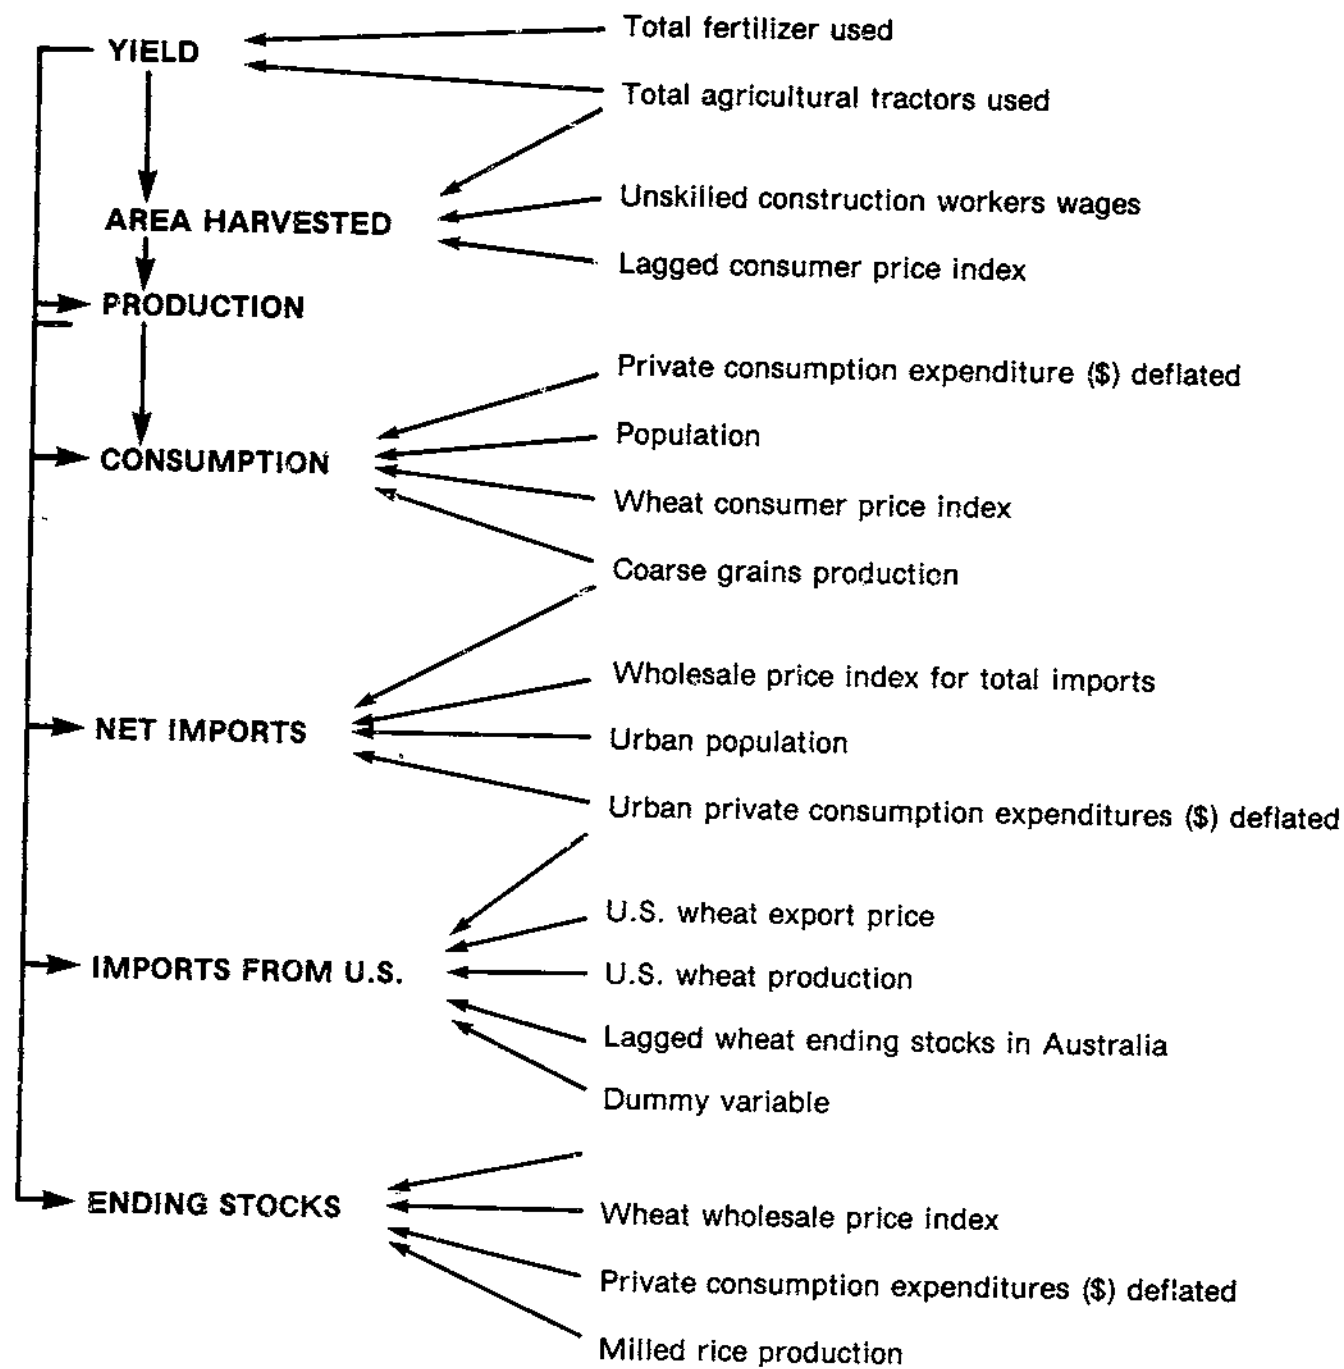 Total fertilizer used
YIELD
Total agricultural tractors used
Unskilled construction workers wages
AREA HARVESTED
Lagged consumer price index
PRODUCTION
Private consumption expenditure ($) deflated
Population
CONSUMPTION
Wheat consumer price index
Coarse grains production
Wholesale price index for total imports
NET IMPORTS
Urban population
Urban private consumption expenditures ($) deflated
U.S. wheat export price
IMPORTS FROM U.S.
U.S. wheat production
Lagged wheat ending stocks in Australia
Dummy variable
ENDING STOCKS
Wheat wholesale price index
Private consumption expenditures ($) deflated
Milled rice production